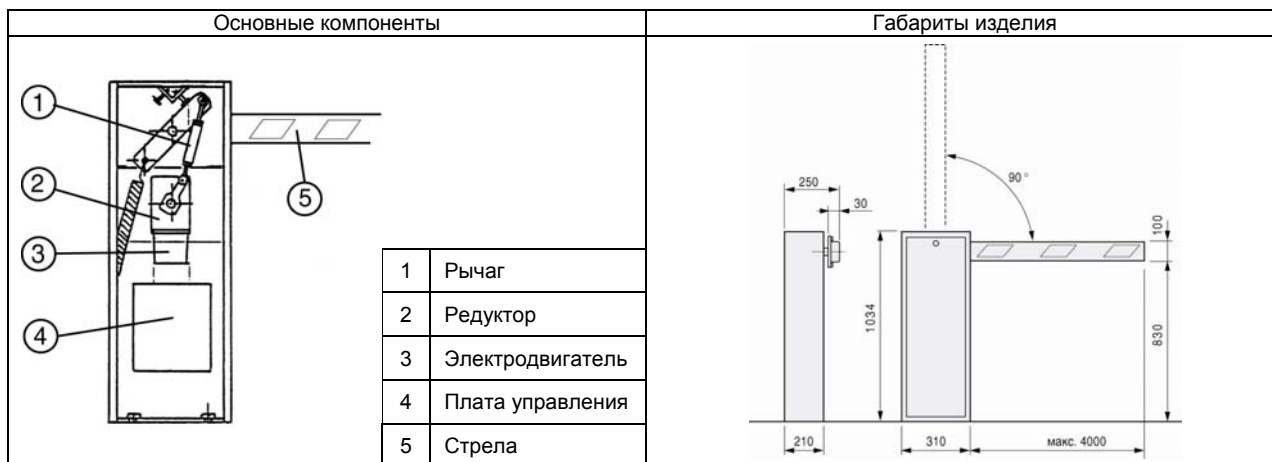 Основные компоненты
Габариты изделия
1
2
3
4
5
1 Рычаг
2 Редуктор
3 Электродвигатель
4 Плата управления
5 Стрела
250
30
90°
100
1034
830
210
310
макс. 4000